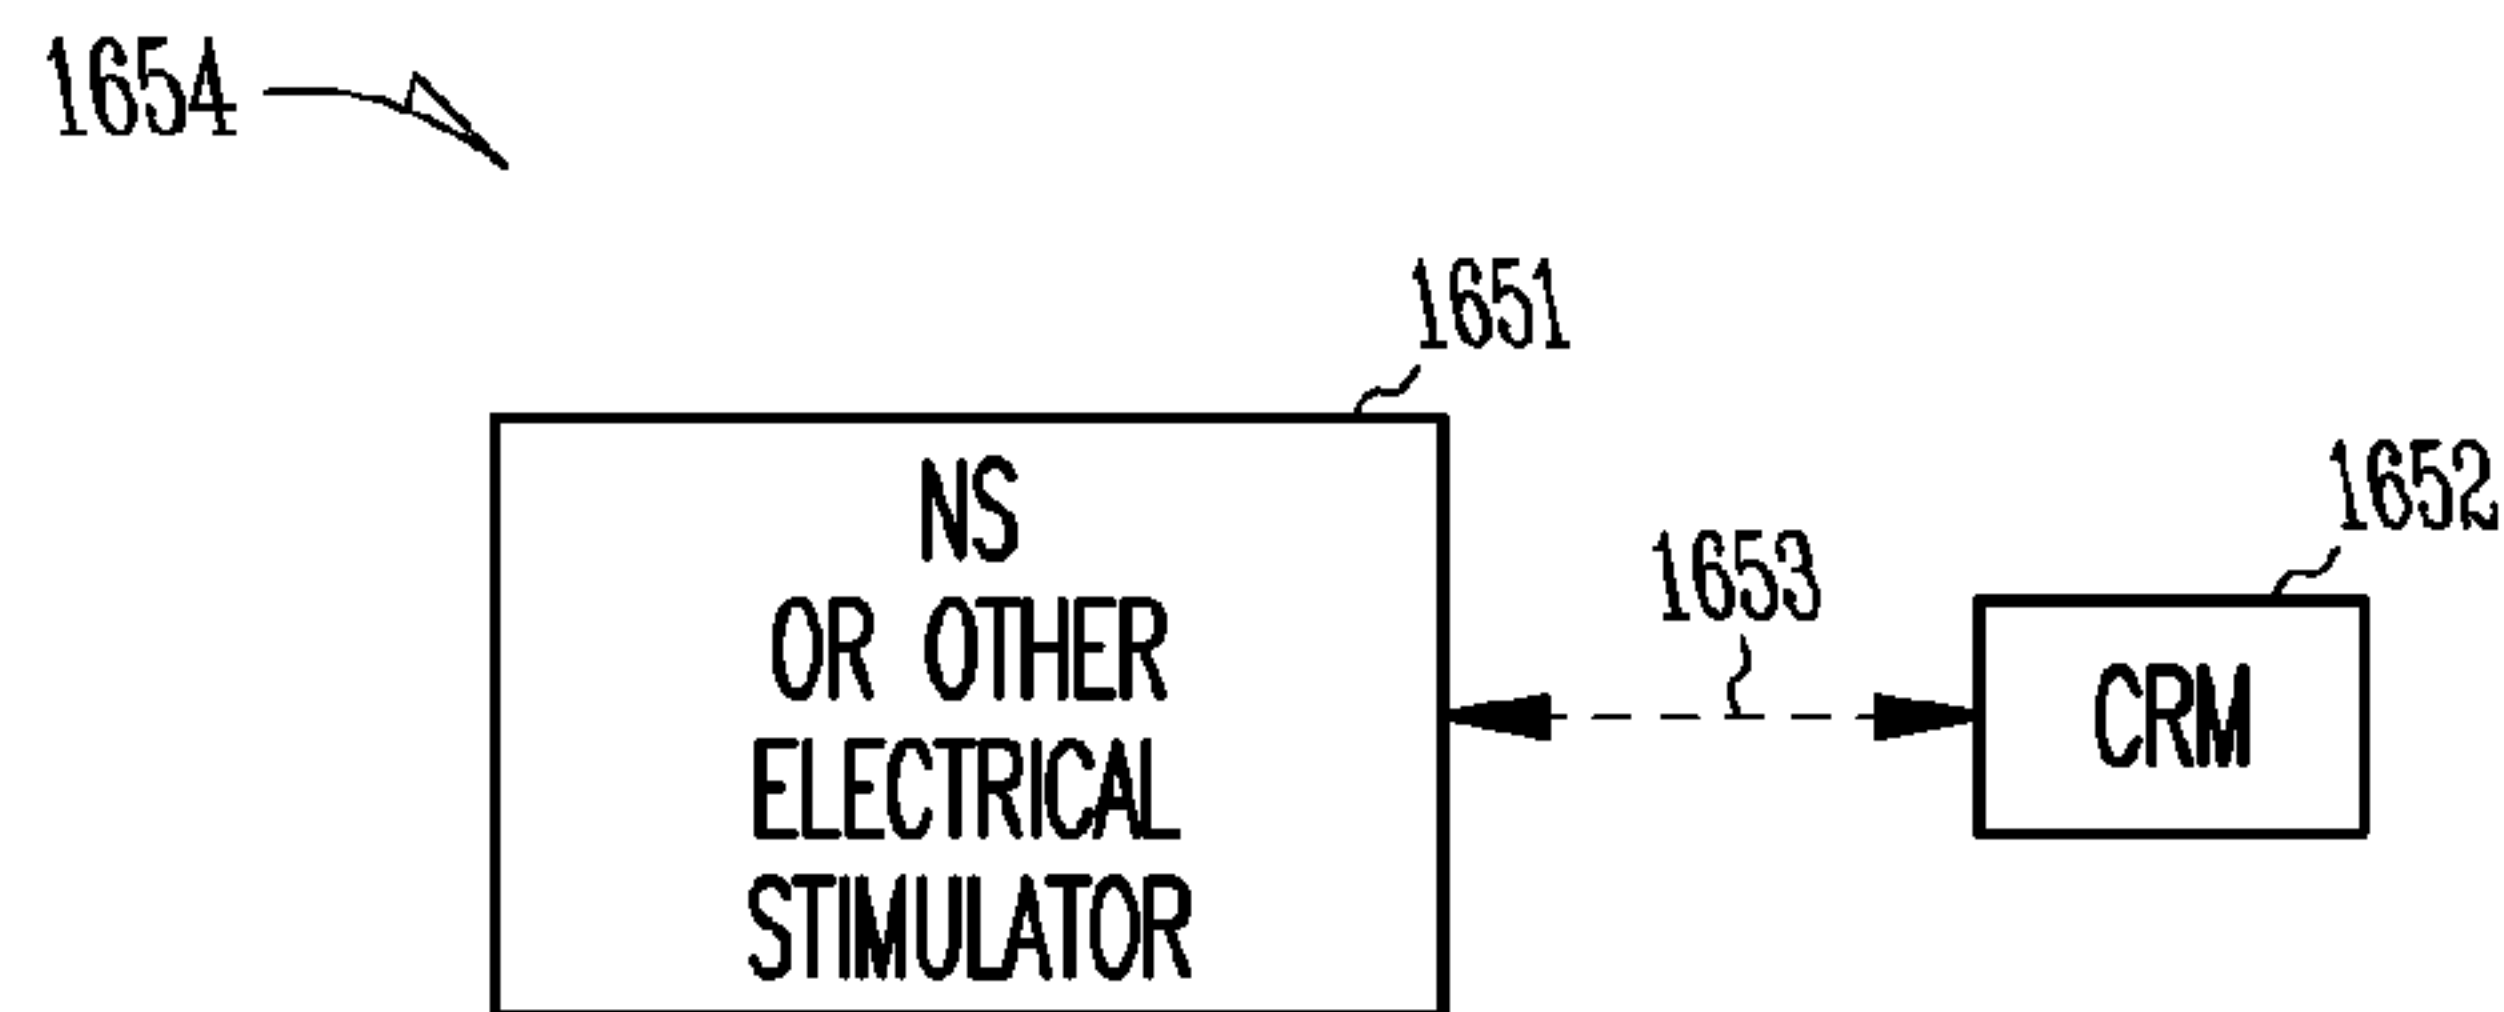 1654
1651
NS
OR OTHER
ELECTRICAL
STIMULATOR
1653
1652
CRM